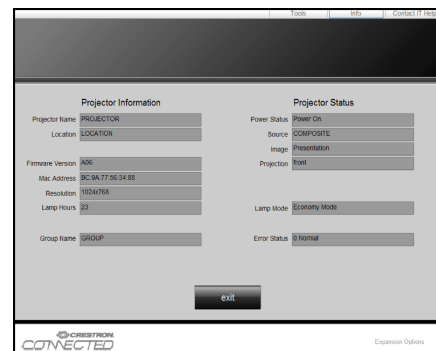 Tools Info Contact IT Help
Projector Information
Projector Name PROJECTOR
Location LOCATION
Firmware Version A06
Mac Address BC:9A:77:56:34:88
Resolution 1024x768
Lamp Hours 23
Group Name GROUP
Projector Status
Power Status Power On.
Source COMPOSITE
Image Presentation
Projection front
Lamp Mode Economy Mode
Error Status 0:Normal
exit
CRESTRON
CONNECTED
Expansion Options